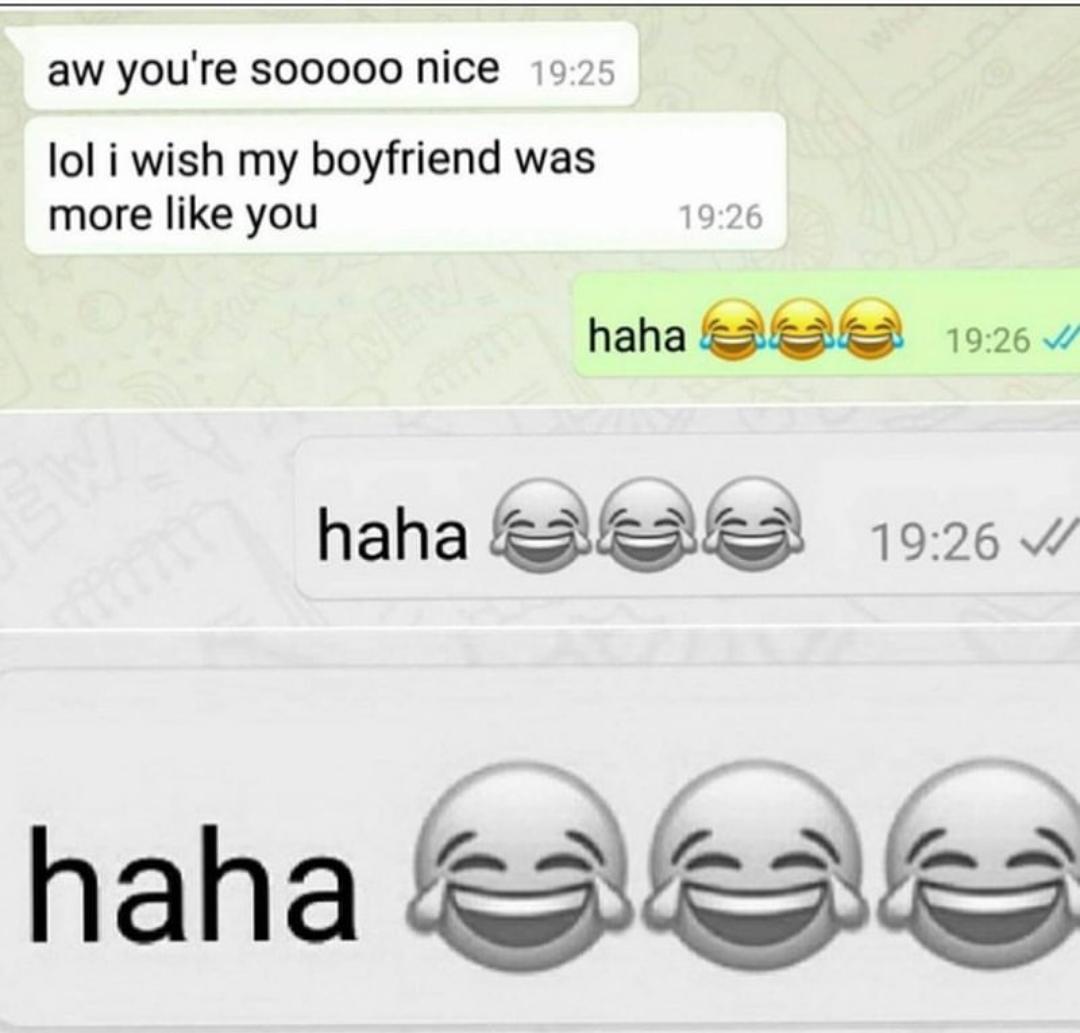 aw you're sooooo nice 19:25
lol i wish my boyfriend was
more like you 19:26
haha 😂😂😂 19:26
haha 😂😂😂 19:26
haha 😂😂😂